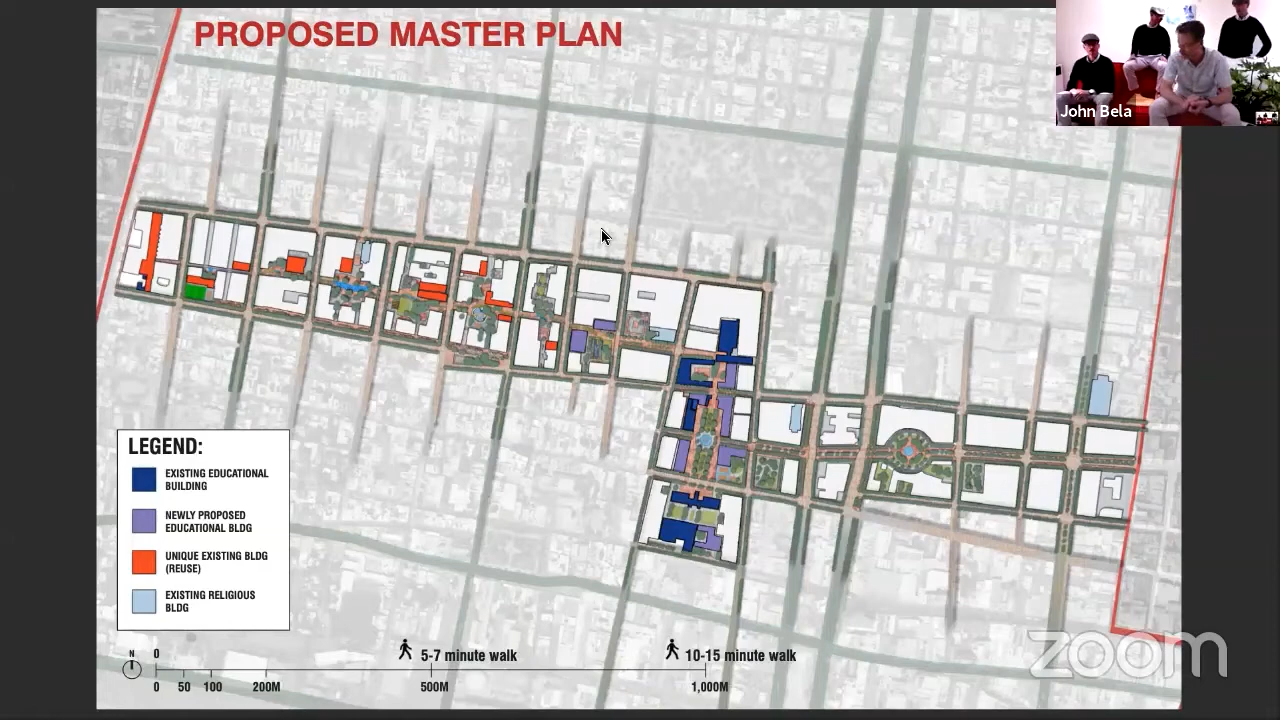 PROPOSED MASTER PLAN
John Bela
LEGEND:
EXISTING EDUCATIONAL
BUILDING
NEWLY PROPOSED
EDUCATIONAL BLDG
UNIQUE EXISTING BLDG
(REUSE)
EXISTING RELIGIOUS
BLDG
N
0
5-7 minute walk
10-15 minute walk
0
50
100
200M
500M
1,000M
zoom